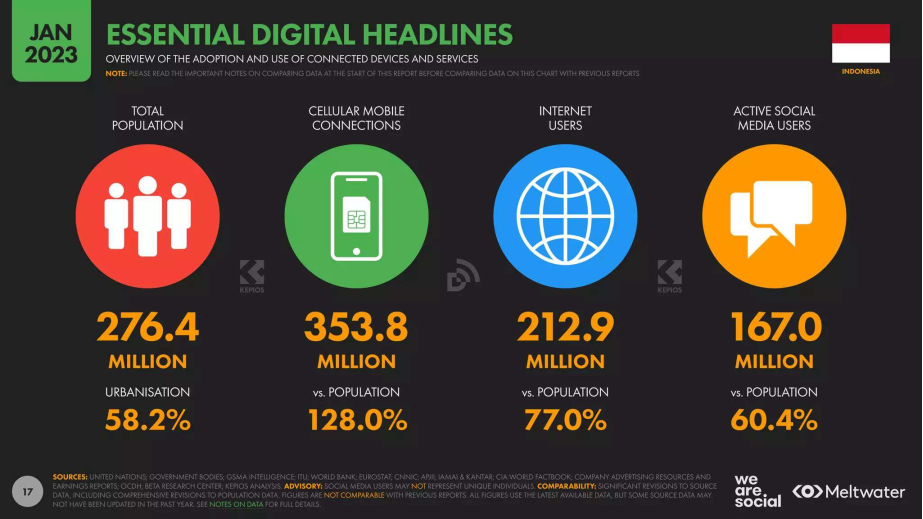 JAN
2023
ESSENTIAL DIGITAL HEADLINES
OVERVIEW OF THE ADOPTION AND USE OF CONNECTED DEVICES AND SERVICES
NOTE: PLEASE READ THE IMPORTANT NOTES ON COMPARING DATA AT THE START OF THIS REPORT BEFORE COMPARING DATA ON THIS CHART WITH PREVIOUS REPORTS
INDONESIA
TOTAL
POPULATION
CELLULAR MOBILE
CONNECTIONS
INTERNET
USERS
ACTIVE SOCIAL
MEDIA USERS
KEPIOS
KEPIOS
276.4
MILLION
353.8
MILLION
212.9
MILLION
167.0
MILLION
URBANISATION
58.2%
vs. POPULATION
128.0%
vs. POPULATION
77.0%
vs. POPULATION
60.4%
17
SOURCES: UNITED NATIONS; GOVERNMENT BODIES; GSMA INTELLIGENCE; ITU; WORLD BANK; EUROSTAT; CNNIC; APJII; IAMAI & KANTAR; CIA WORLD FACTBOOK; COMPANY ADVERTISING RESOURCES AND
EARNINGS REPORTS; OCDH; BETA RESEARCH CENTER; KEPIOS ANALYSIS. ADVISORY: SOCIAL MEDIA USERS MAY NOT REPRESENT UNIQUE INDIVIDUALS. COMPARABILITY: SIGNIFICANT REVISIONS TO SOURCE
DATA, INCLUDING COMPREHENSIVE REVISIONS TO POPULATION DATA. FIGURES ARE NOT COMPARABLE WITH PREVIOUS REPORTS. ALL FIGURES USE THE LATEST AVAILABLE DATA, BUT SOME SOURCE DATA MAY
NOT HAVE BEEN UPDATED IN THE PAST YEAR. SEE NOTES ON DATA FOR FULL DETAILS.
we
are
social
Meltwater